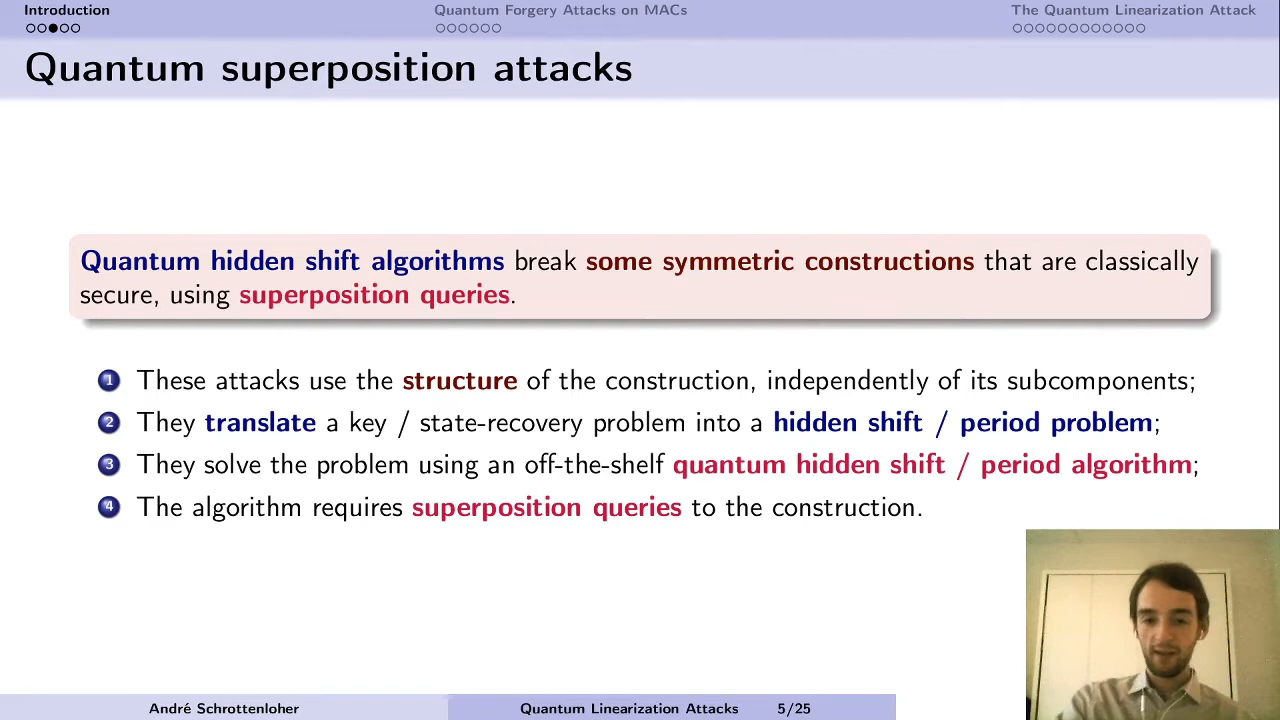 Introduction
Quantum Forgery Attacks on MACs
The Quantum Linearization Attack
Quantum superposition attacks
Quantum hidden shift algorithms break some symmetric constructions that are classically
secure, using superposition queries.
1 These attacks use the structure of the construction, independently of its subcomponents;
2 They translate a key / state-recovery problem into a hidden shift / period problem;
3 They solve the problem using an off-the-shelf quantum hidden shift / period algorithm;
4 The algorithm requires superposition queries to the construction.
André Schrottenloher
Quantum Linearization Attacks
5/25